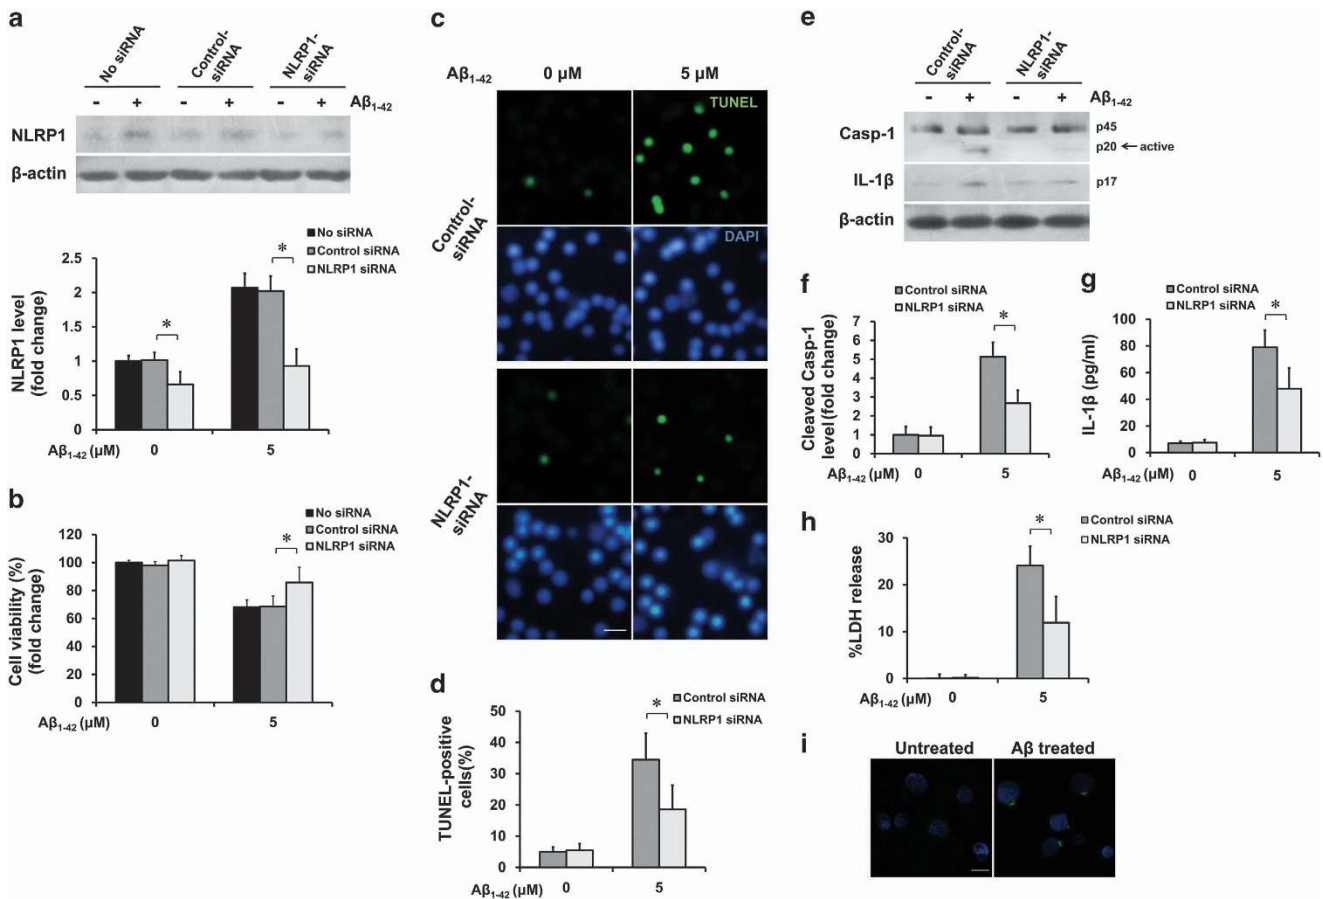 a
No siRNA
Control-
siRNA
NLRP1-
siRNA
- + - + - + Aβ1-42
NLRP1
β-actin
No siRNA
Control siRNA
NLRP1 siRNA
NLRP1 level
(fold change)
2.5
2
1.5
1
0.5
0
*
*
Aβ1-42 (µM) 0 5
b
No siRNA
Control siRNA
NLRP1 siRNA
Cell viability (%)
(fold change)
120
100
80
60
40
20
0
*
Aβ1-42 (µM) 0 5
c
Aβ1-42 0 µM 5 µM
TUNEL
DAPI
Control-
siRNA
NLRP1-
siRNA
d
Control siRNA
NLRP1 siRNA
TUNEL-positive
cells(%)
50
40
30
20
10
0
*
Aβ1-42 (µM) 0 5
e
Control-
siRNA
NLRP1-
siRNA
- + - + Aβ1-42
Casp-1
p45
p20 ← active
IL-1β p17
β-actin
f
Control siRNA
NLRP1 siRNA
Cleaved Casp-1
level(fold change)
7
6
5
4
3
2
1
0
*
Aβ1-42 (µM) 0 5
g
Control siRNA
NLRP1 siRNA
IL-1β (pg/ml)
100
80
60
40
20
0
*
Aβ1-42 (µM) 0 5
h
Control siRNA
NLRP1 siRNA
%LDH release
30
20
10
0
*
Aβ1-42 (µM) 0 5
i
Untreated Aβ treated